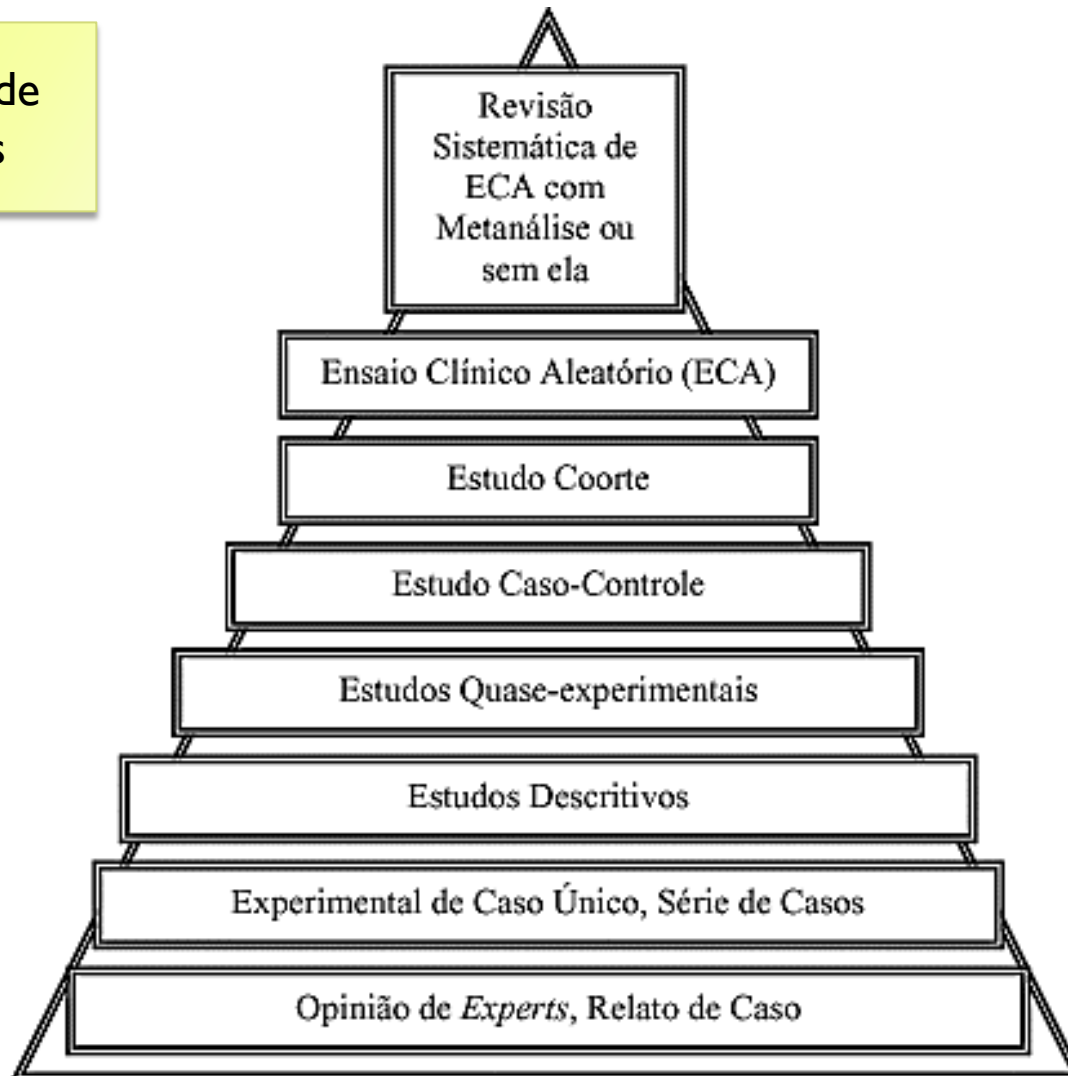 de
s
Revisão
Sistemática de
ECA com
Metanálise ou
sem ela
Ensaio Clínico Aleatório (ECA)
Estudo Coorte
Estudo Caso-Controle
Estudos Quase-experimentais
Estudos Descritivos
Experimental de Caso Único, Série de Casos
Opinião de Experts, Relato de Caso